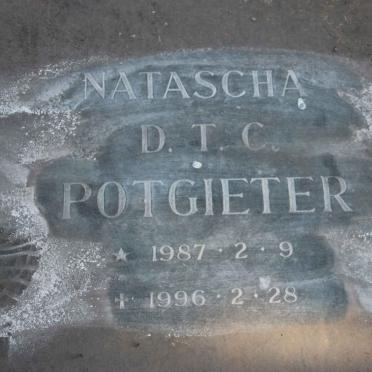 NATASCHA
D. T. C.
POTGIETER
★ 1987 · 2 · 9
✝ 1996 · 2 · 28